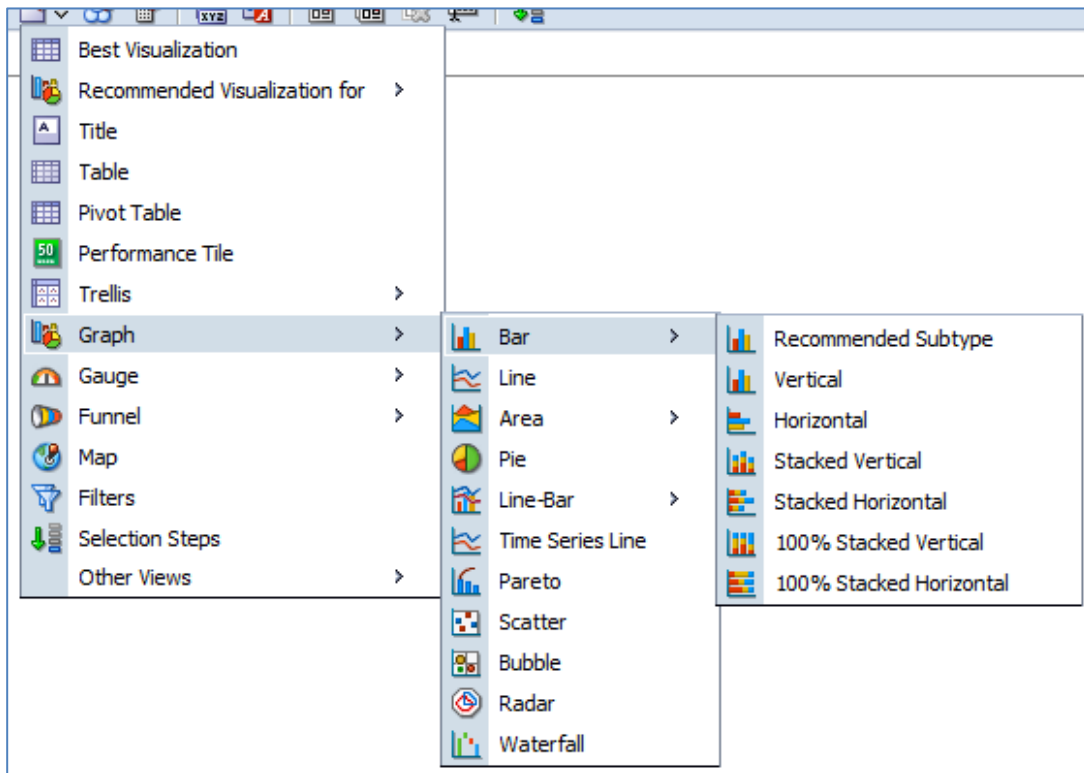 XYZ
A
Best Visualization
Recommended Visualization for
A
Title
Table
Pivot Table
50
Performance Tile
Trellis
Graph
Gauge
Funnel
Map
Filters
Selection Steps
Other Views
Bar
Line
Area
Pie
Line-Bar
Time Series Line
Pareto
Scatter
Bubble
Radar
Waterfall
Recommended Subtype
Vertical
Horizontal
Stacked Vertical
Stacked Horizontal
100% Stacked Vertical
100% Stacked Horizontal